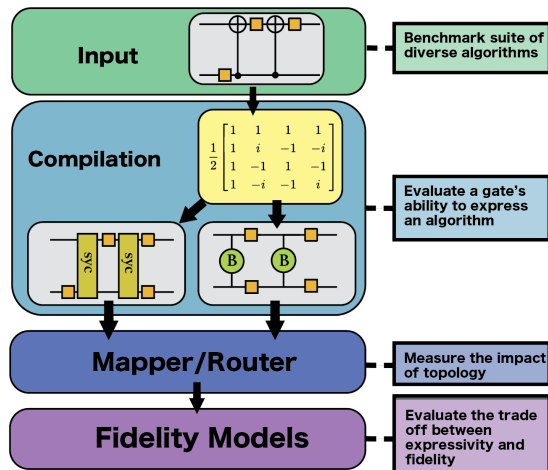 Input
Benchmark suite of
diverse algorithms
Compilation
1/2 [ 1 1 1 1
1 i -1 -i
1 -1 1 -1
1 -i -1 i ]
Evaluate a gate's
ability to express
an algorithm
syc syc
B B
Mapper/Router
Measure the impact
of topology
Fidelity Models
Evaluate the trade
off between
expressivity and
fidelity